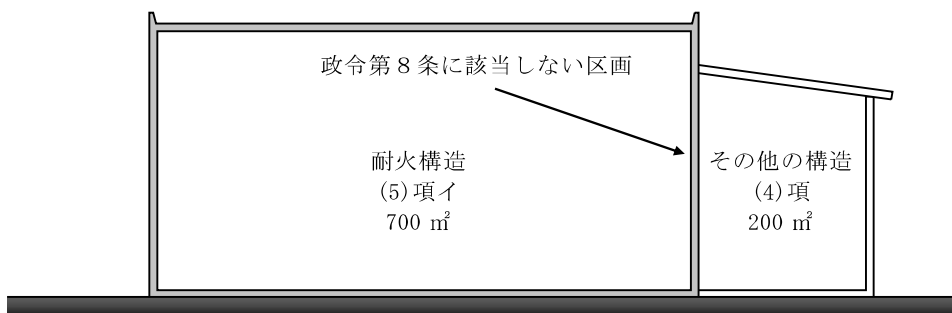 政令第８条に該当しない区画
耐火構造
(5)項イ
700 ㎡
その他の構造
(4)項
200 ㎡